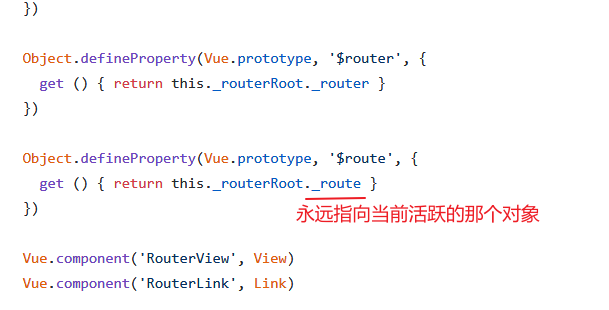 })
Object.defineProperty(Vue.prototype, '$router', {
  get () { return this._routerRoot._router }
})
Object.defineProperty(Vue.prototype, '$route', {
  get () { return this._routerRoot._route }
})
永远指向当前活跃的那个对象
Vue.component('RouterView', View)
Vue.component('RouterLink', Link)